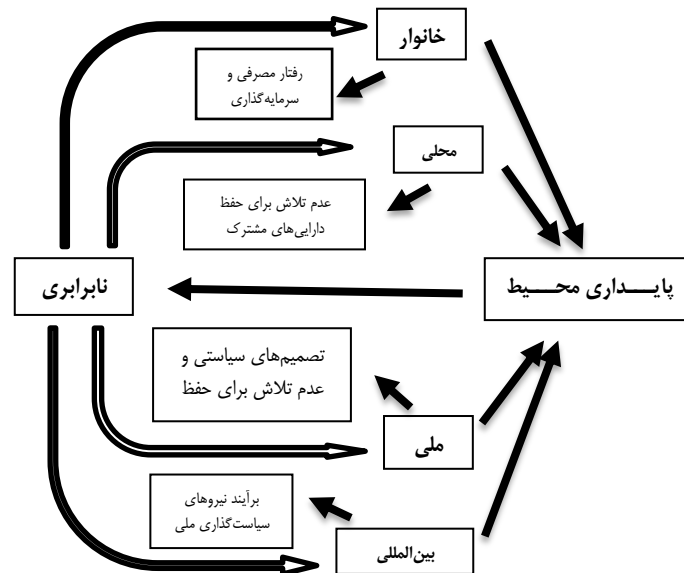 خانوار
رفتار مصرفی و
سرمایه‌گذاری
محلی
عدم تلاش برای حفظ
دارایی‌های مشترک
پایـــداری محـــــیط
نابرابری
تصمیم‌های سیاستی و
عدم تلاش برای حفظ
ملی
برآیند نیروهای
سیاست‌گذاری ملی
بین‌المللی